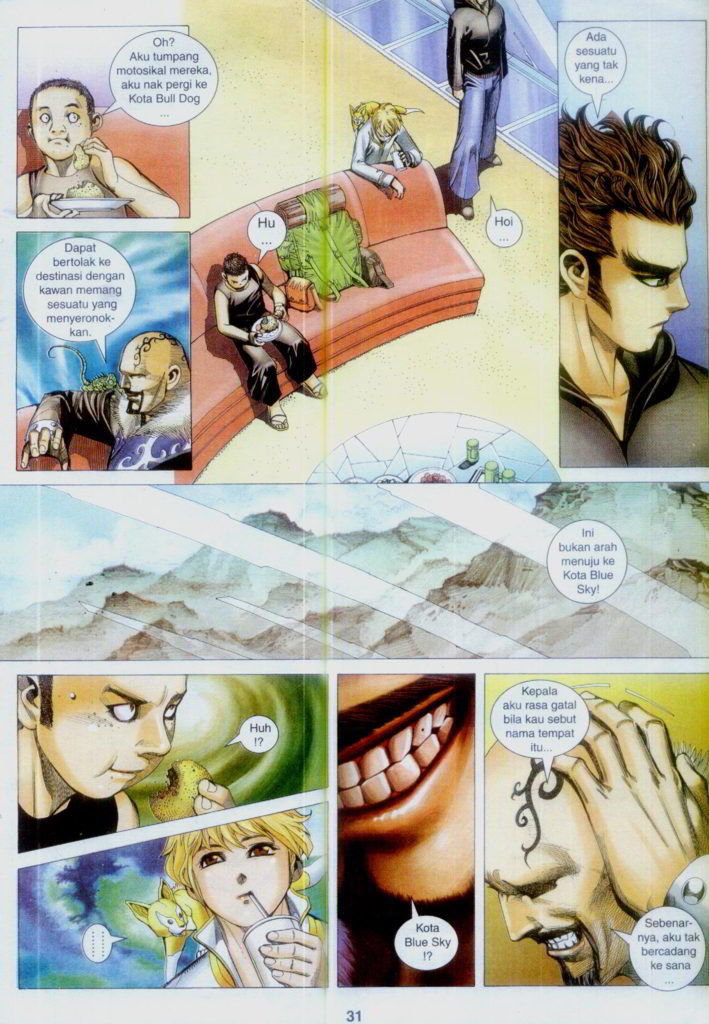 Oh?
Aku tumpang
motosikal mereka,
aku nak pergi ke
Kota Bull Dog
...
Dapat
bertolak ke
destinasi dengan
kawan memang
sesuatu yang
menyeronok-
kan.
Hu
...
Hoi
...
Ada
sesuatu
yang tak
kena...
Ini
bukan arah
menuju ke
Kota Blue
Sky!
Huh
!?
......
Kota
Blue Sky
!?
Kepala
aku rasa gatal
bila kau sebut
nama tempat
itu...
Sebenar-
nya, aku tak
bercadang
ke sana
...
31